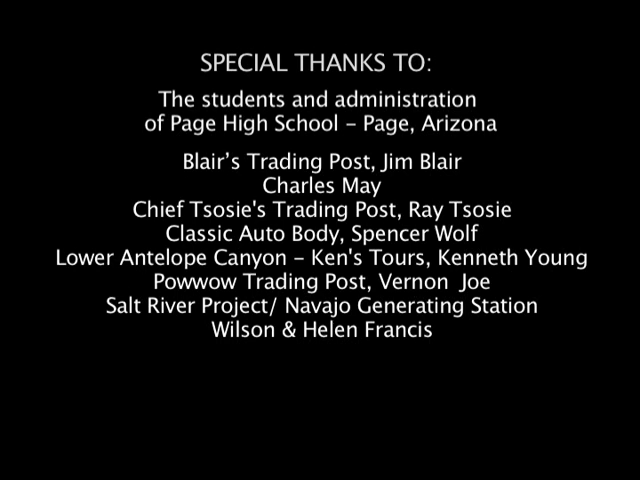 SPECIAL THANKS TO:
The students and administration
of Page High School – Page, Arizona
Blair’s Trading Post, Jim Blair
Charles May
Chief Tsosie's Trading Post, Ray Tsosie
Classic Auto Body, Spencer Wolf
Lower Antelope Canyon – Ken's Tours, Kenneth Young
Powwow Trading Post, Vernon  Joe
Salt River Project/ Navajo Generating Station
Wilson & Helen Francis